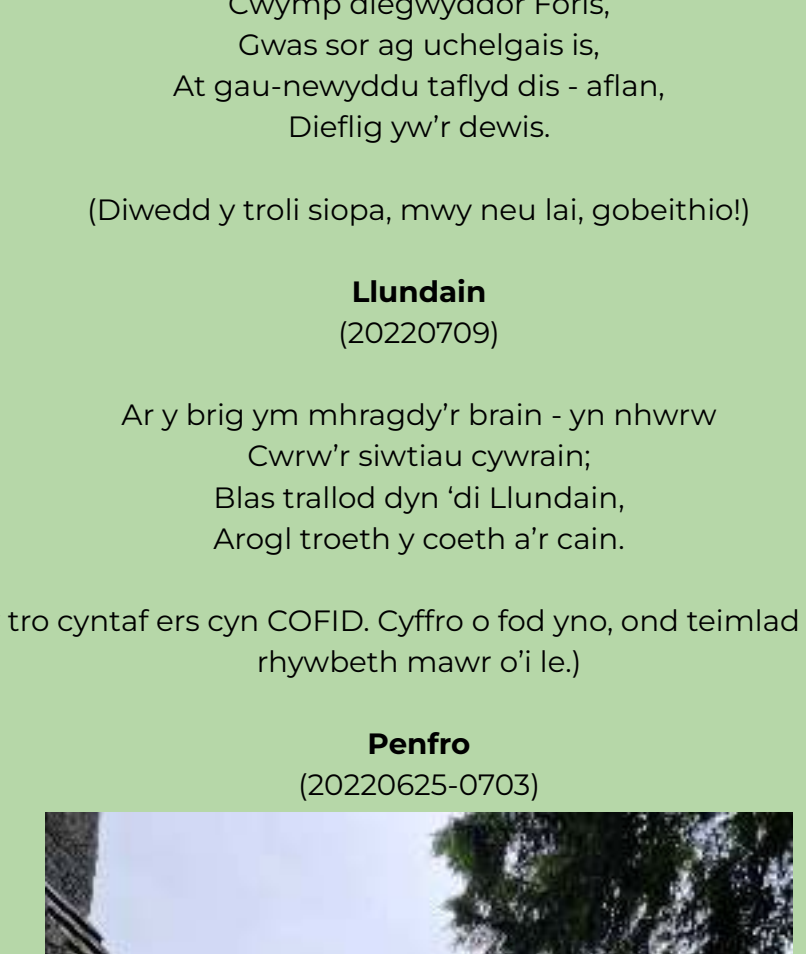 Cwymp diegwyddor Foris,
Gwas sor ag uchelgais is,
At gau-newyddu taflyd dis - aflan,
Dieflig yw’r dewis.
(Diwedd y troli siopa, mwy neu lai, gobeithio!)
Llundain
(20220709)
Ar y brig ym mhragdy’r brain - yn nhwrw
Cwrw’r siwtiau cywrain;
Blas trallod dyn ‘di Llundain,
Arogl troeth y coeth a’r cain.
tro cyntaf ers cyn COFID. Cyffro o fod yno, ond teimlad
rhywbeth mawr o’i le.)
Penfro
(20220625-0703)